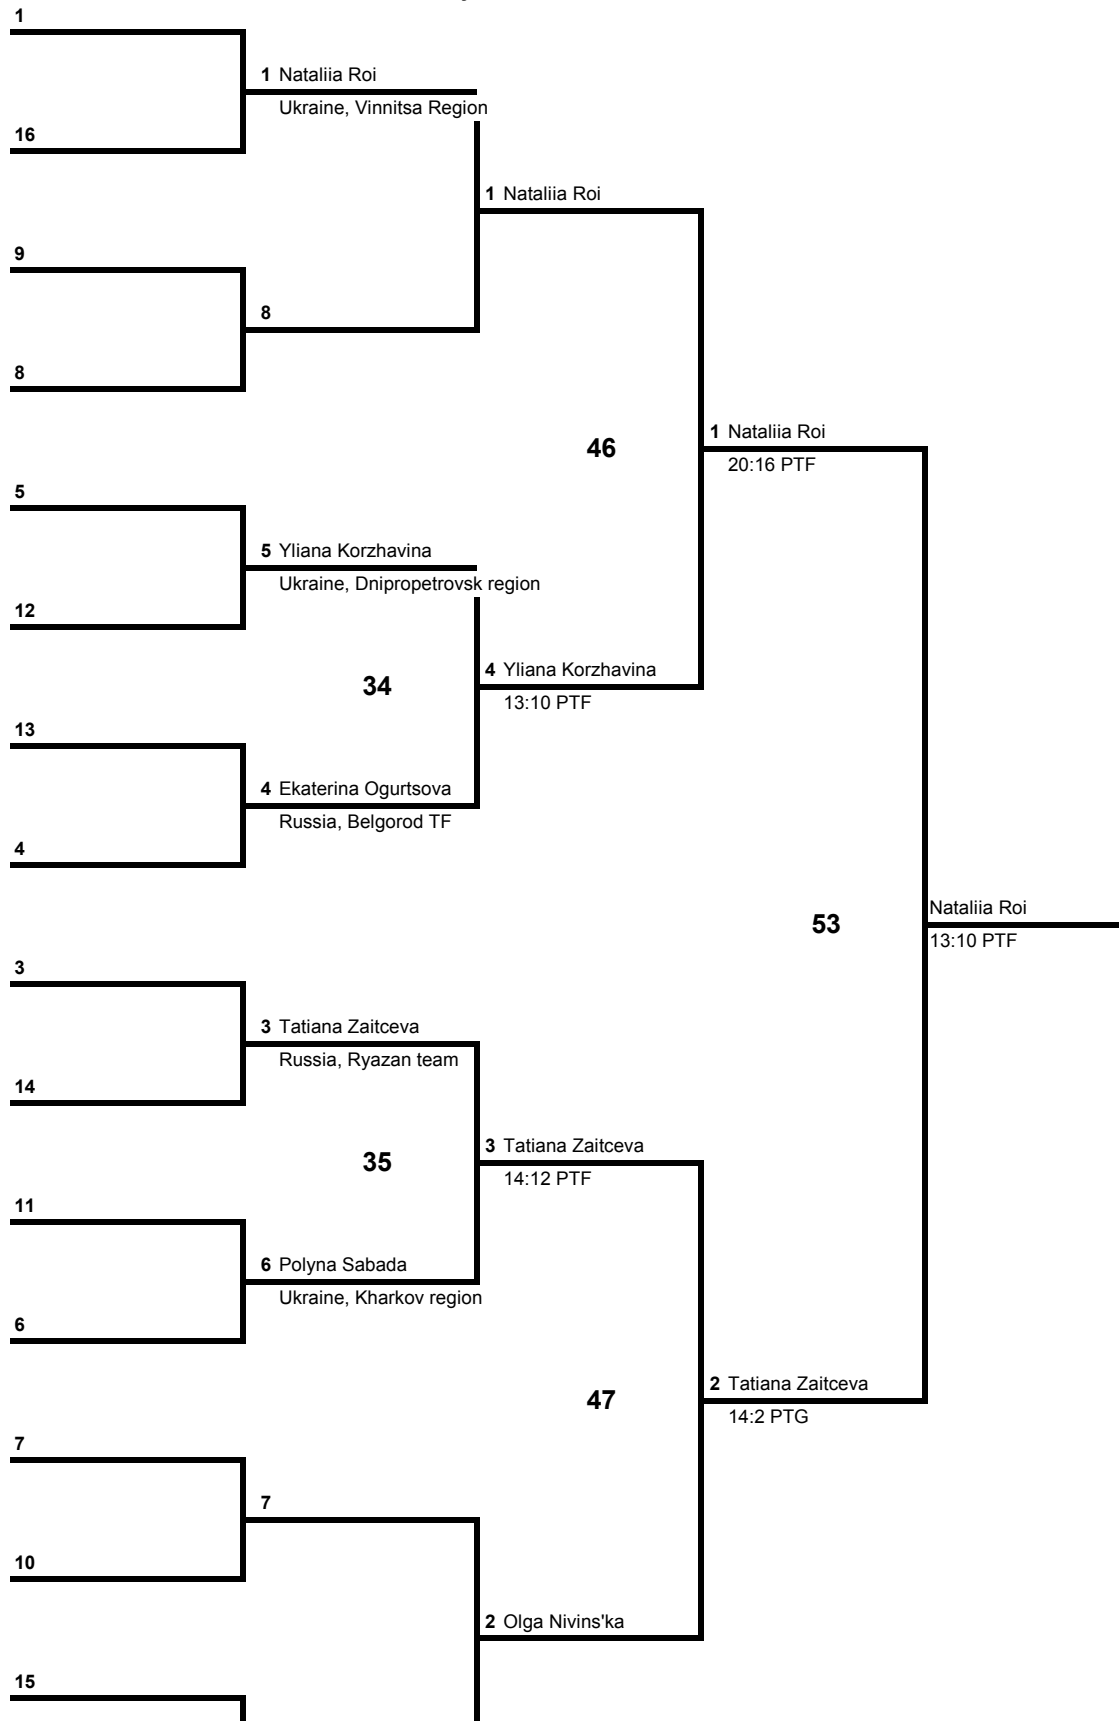 1
1 Nataliia Roi
Ukraine, Vinnitsa Region
16
1 Nataliia Roi
9
8
8
46
1 Nataliia Roi
20:16 PTF
5
5 Yliana Korzhavina
Ukraine, Dnipropetrovsk region
12
34
4 Yliana Korzhavina
13:10 PTF
13
4 Ekaterina Ogurtsova
Russia, Belgorod TF
4
53
Nataliia Roi
13:10 PTF
3
3 Tatiana Zaitceva
Russia, Ryazan team
14
35
3 Tatiana Zaitceva
14:12 PTF
11
6 Polyna Sabada
Ukraine, Kharkov region
6
47
2 Tatiana Zaitceva
14:2 PTG
7
7
10
2 Olga Nivins'ka
15